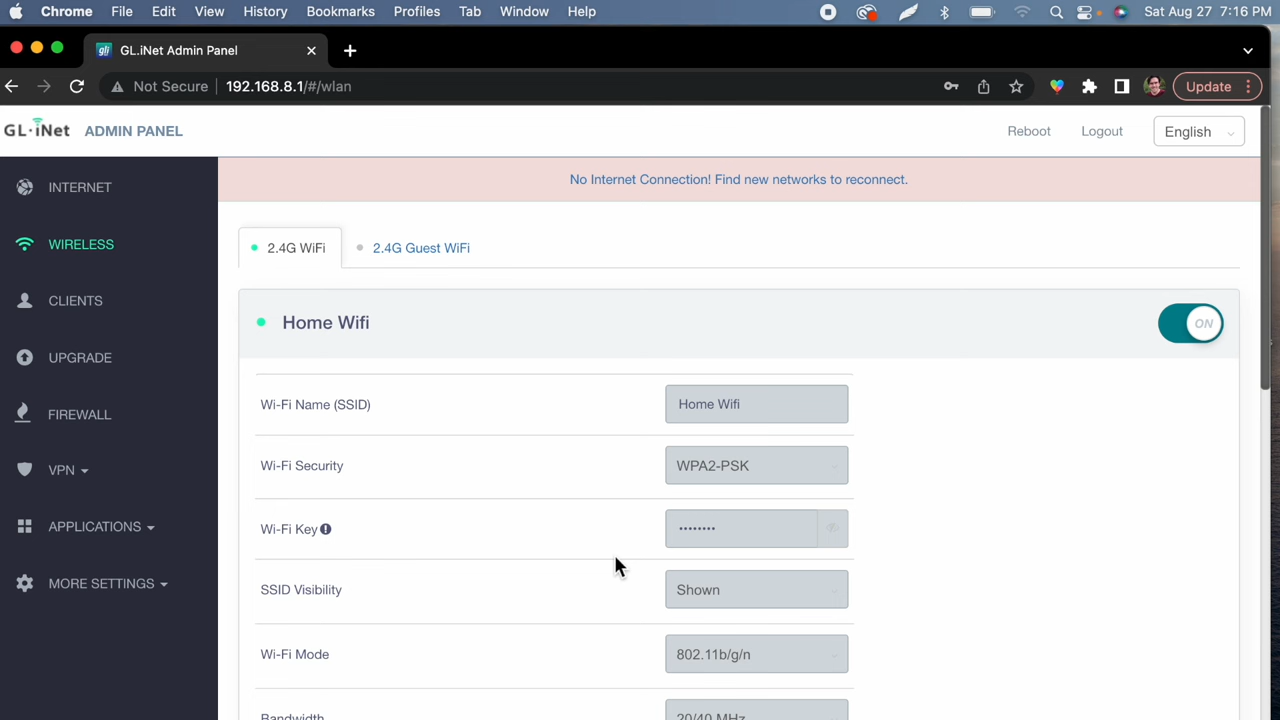 Chrome File Edit View History Bookmarks Profiles Tab Window Help Sat Aug 27 7:16 PM
gli GL.iNet Admin Panel
Not Secure 192.168.8.1/#/wlan Update
GL·iNet ADMIN PANEL Reboot Logout English
No Internet Connection! Find new networks to reconnect.
INTERNET
WIRELESS
CLIENTS
UPGRADE
FIREWALL
VPN
APPLICATIONS
MORE SETTINGS
2.4G WiFi 2.4G Guest WiFi
Home Wifi ON
Wi-Fi Name (SSID) Home Wifi
Wi-Fi Security WPA2-PSK
Wi-Fi Key ••••••••
SSID Visibility Shown
Wi-Fi Mode 802.11b/g/n
Bandwidth 20/40 MHz